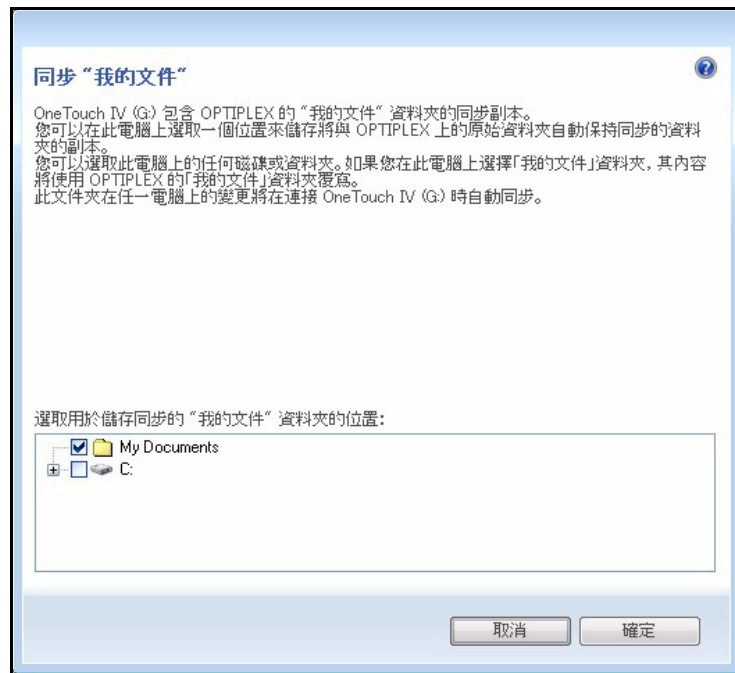 同步 “我的文件“
OneTouch IV (G:) 包含 OPTIPLEX 的 “我的文件“ 資料夾的同步副本。
您可以在此電腦上選取一個位置來儲存將與 OPTIPLEX 上的原始資料夾自動保持同步的資料
夾的副本。
您可以選取此電腦上的任何磁碟或資料夾。如果您在此電腦上選擇「我的文件」資料夾, 其內容
將使用 OPTIPLEX 的「我的文件」資料夾覆寫。
此文件夾在任一電腦上的變更將在連接 OneTouch IV (G:) 時自動同步。
選取用於儲存同步的 “我的文件“ 資料夾的位置:
My Documents
C:
取消 確定